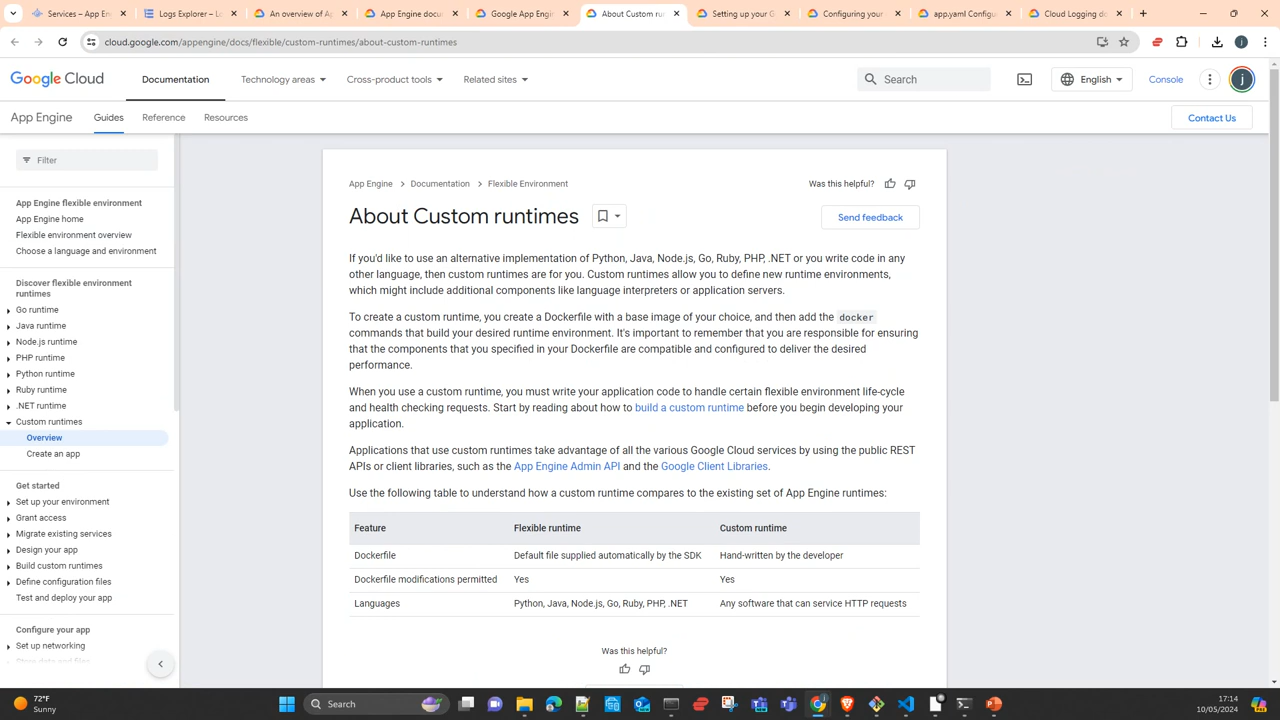 Services – App En
Logs Explorer – L
An overview of A
App Engine docu
Google App Engi
About Custom ru
Setting up your G
Configuring your
app.yaml Configu
Cloud Logging do
cloud.google.com/appengine/docs/flexible/custom-runtimes/about-custom-runtimes
j
Google Cloud
Documentation
Technology areas
Cross-product tools
Related sites
Search
English
Console
j
App Engine
Guides
Reference
Resources
Contact Us
Filter
App Engine flexible environment
App Engine home
Flexible environment overview
Choose a language and environment
Discover flexible environment
runtimes
Go runtime
Java runtime
Node.js runtime
PHP runtime
Python runtime
Ruby runtime
.NET runtime
Custom runtimes
Overview
Create an app
Get started
Set up your environment
Grant access
Migrate existing services
Design your app
Build custom runtimes
Define configuration files
Test and deploy your app
Configure your app
Set up networking
App Engine
Documentation
Flexible Environment
Was this helpful?
About Custom runtimes
Send feedback
If you'd like to use an alternative implementation of Python, Java, Node.js, Go, Ruby, PHP, .NET or you write code in any
other language, then custom runtimes are for you. Custom runtimes allow you to define new runtime environments,
which might include additional components like language interpreters or application servers.
To create a custom runtime, you create a Dockerfile with a base image of your choice, and then add the docker
commands that build your desired runtime environment. It's important to remember that you are responsible for ensuring
that the components that you specified in your Dockerfile are compatible and configured to deliver the desired
performance.
When you use a custom runtime, you must write your application code to handle certain flexible environment life-cycle
and health checking requests. Start by reading about how to build a custom runtime before you begin developing your
application.
Applications that use custom runtimes take advantage of all the various Google Cloud services by using the public REST
APIs or client libraries, such as the App Engine Admin API and the Google Client Libraries.
Use the following table to understand how a custom runtime compares to the existing set of App Engine runtimes:
Feature Flexible runtime Custom runtime
Dockerfile Default file supplied automatically by the SDK Hand-written by the developer
Dockerfile modifications permitted Yes Yes
Languages Python, Java, Node.js, Go, Ruby, PHP, .NET Any software that can service HTTP requests
Was this helpful?
72°F
Sunny
Search
17:14
10/05/2024